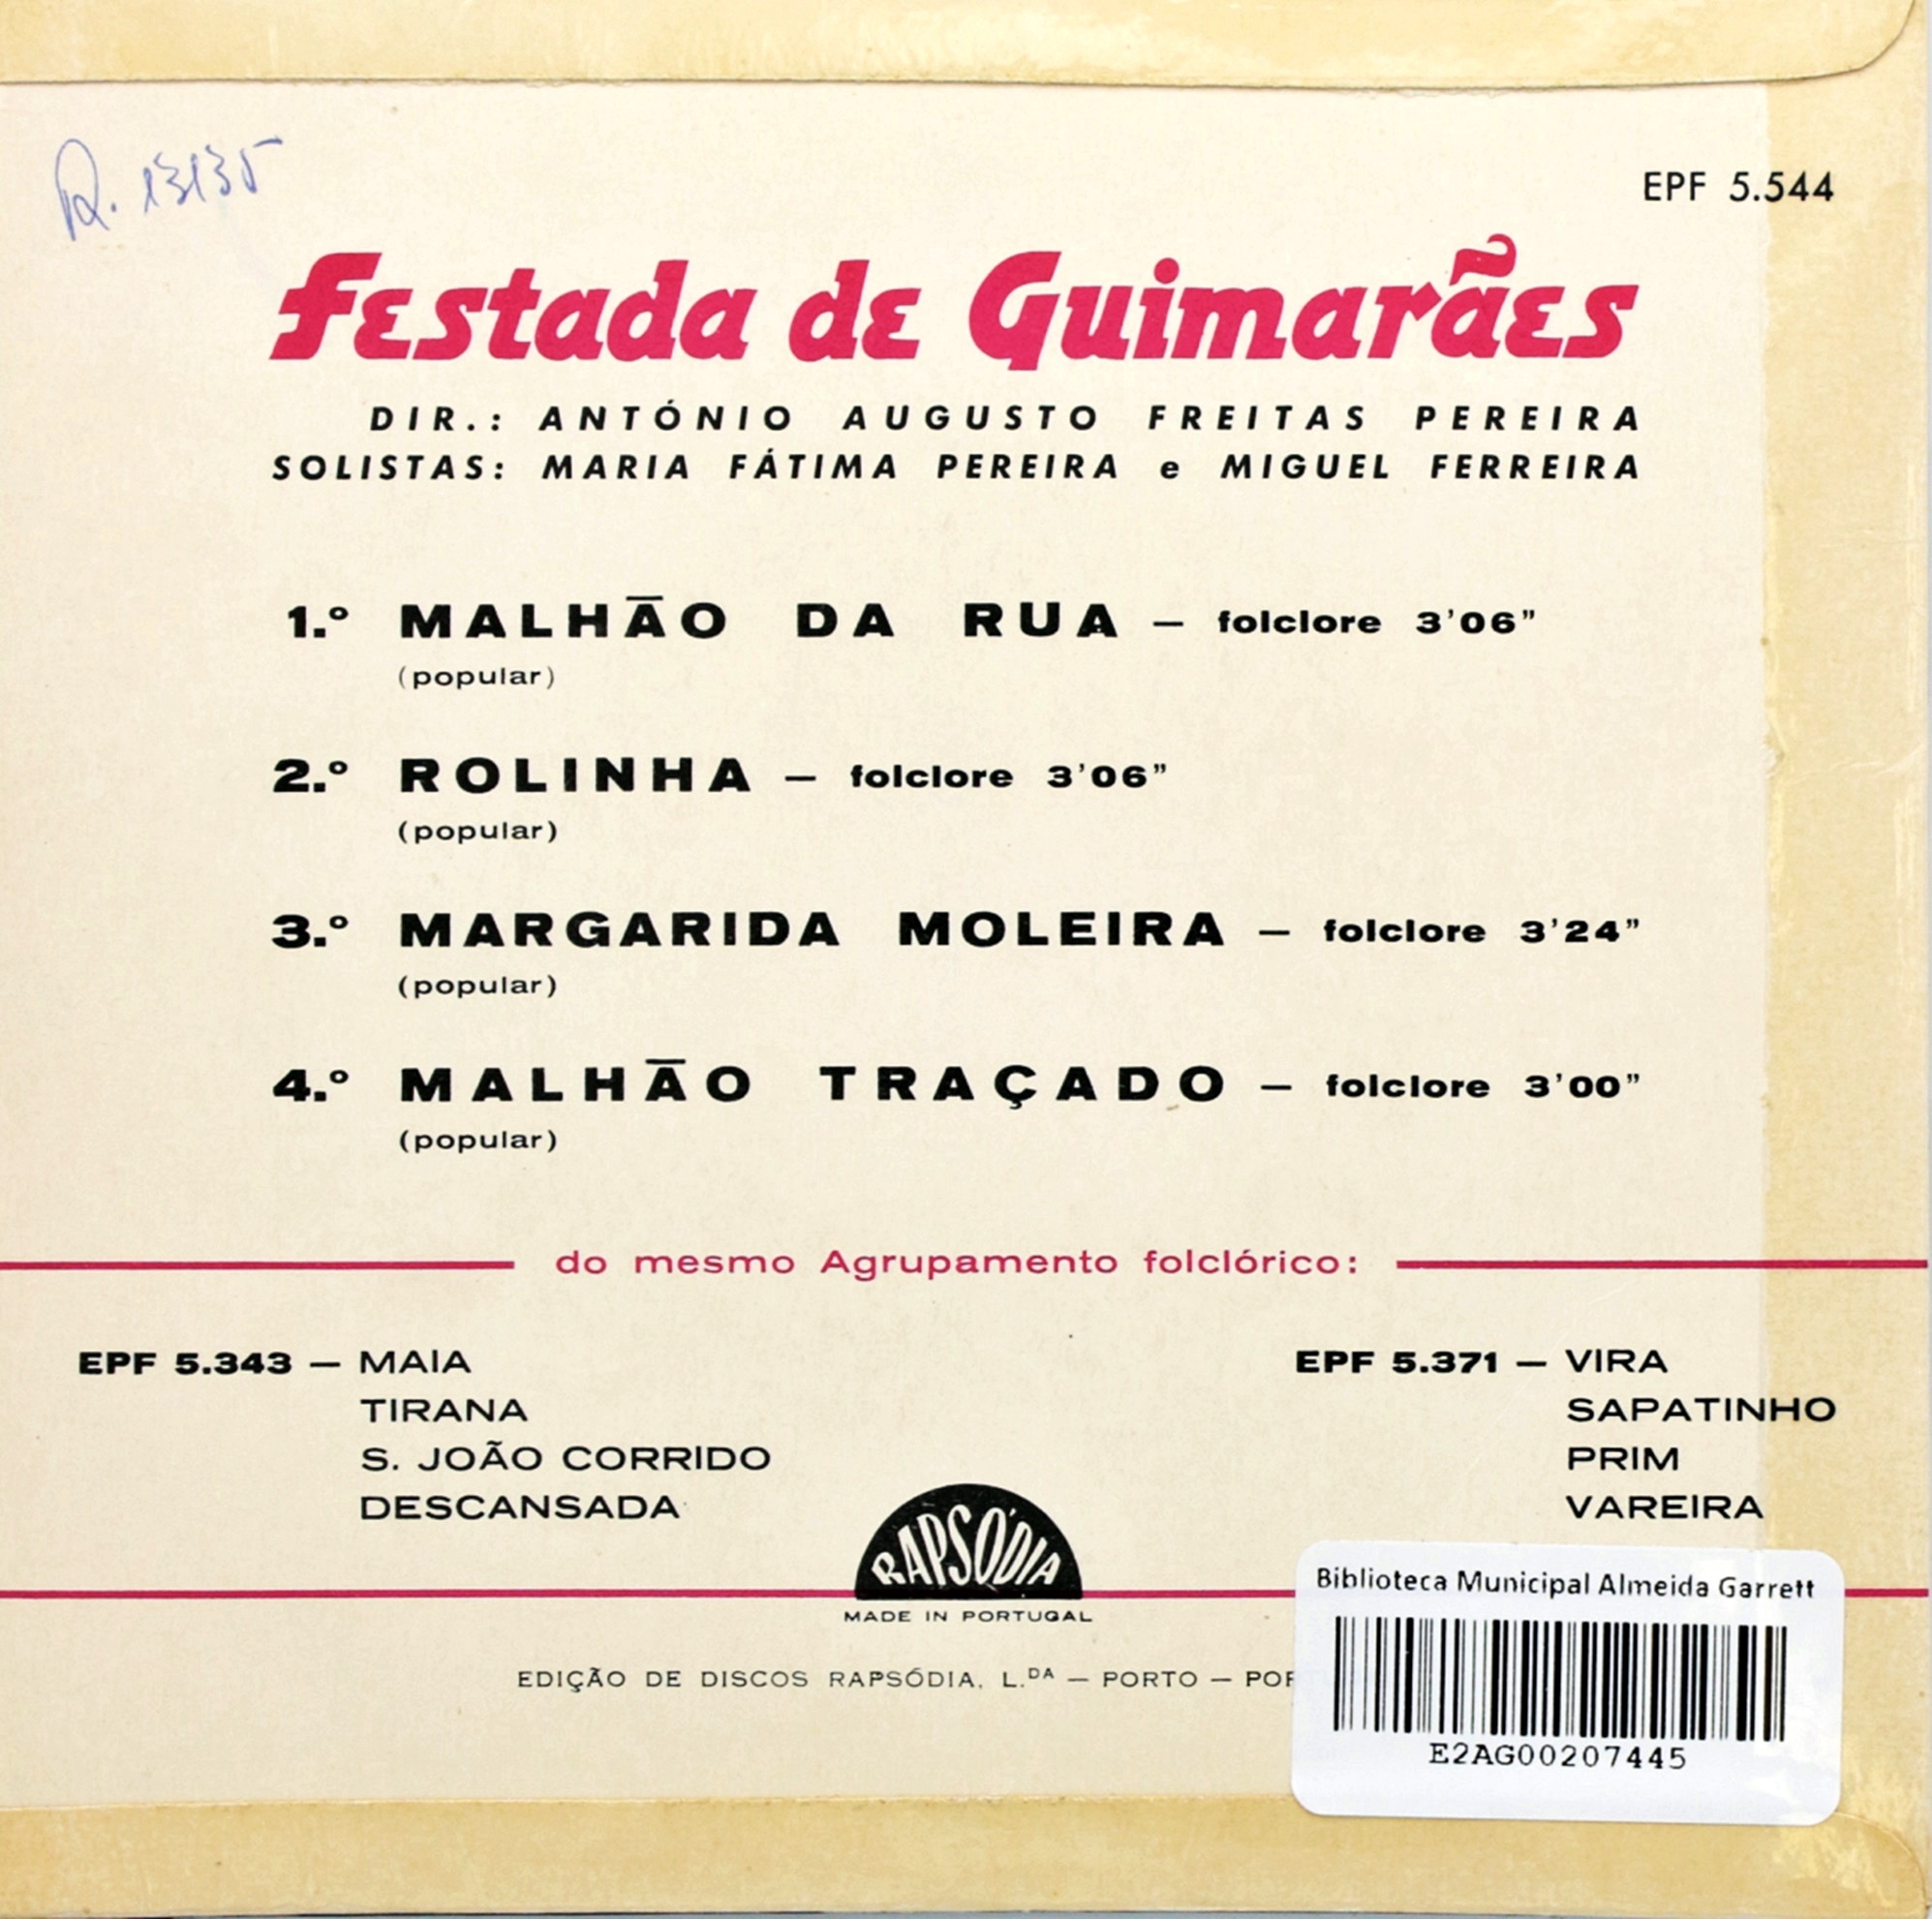 R. 13135
EPF 5.544
Festada de Guimarães
DIR.: ANTÓNIO AUGUSTO FREITAS PEREIRA
SOLISTAS: MARIA FÁTIMA PEREIRA e MIGUEL FERREIRA
1.º MALHÃO DA RUA — folclore 3'06”
(popular)
2.º ROLINHA — folclore 3'06”
(popular)
3.º MARGARIDA MOLEIRA — folclore 3'24”
(popular)
4.º MALHÃO TRAÇADO — folclore 3'00”
(popular)
do mesmo Agrupamento folclórico:
EPF 5.343 — MAIA
TIRANA
S. JOÃO CORRIDO
DESCANSADA
EPF 5.371 — VIRA
SAPATINHO
PRIM
VAREIRA
RAPSÓDIA
MADE IN PORTUGAL
EDIÇÃO DE DISCOS RAPSÓDIA, L.DA — PORTO —
Biblioteca Municipal Almeida Garrett
E2AG00207445